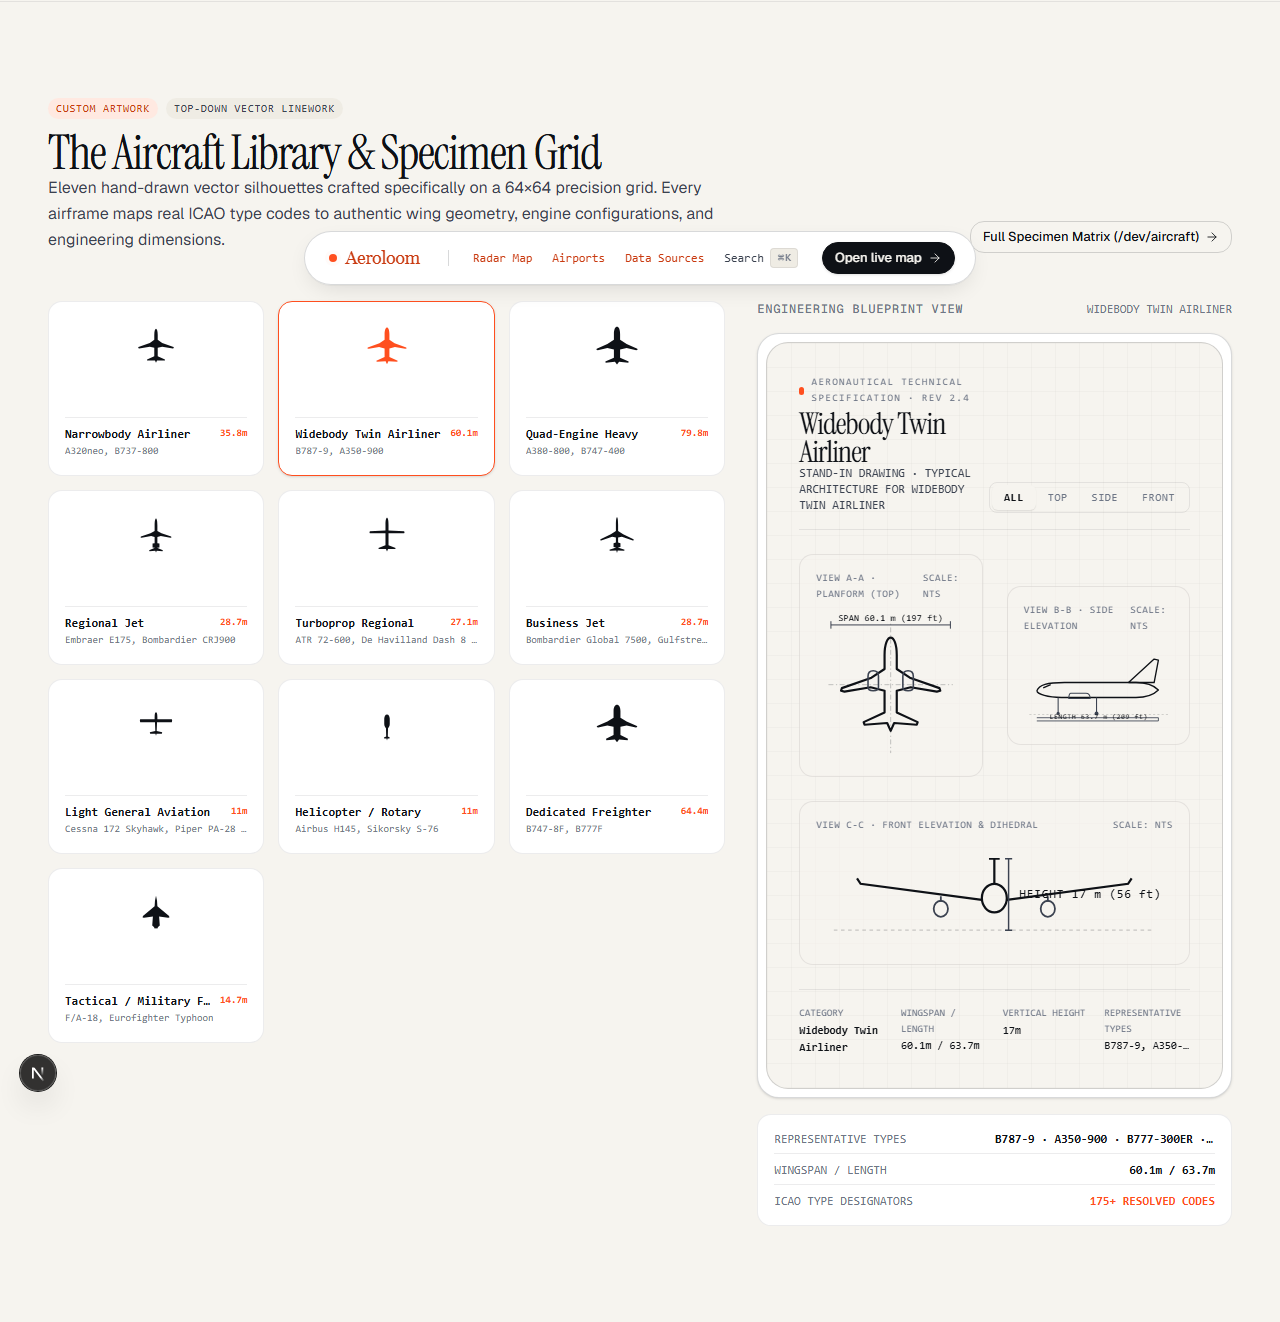 CUSTOM ARTWORK
TOP-DOWN VECTOR LINEWORK
The Aircraft Library & Specimen Grid
Eleven hand-drawn vector silhouettes crafted specifically on a 64×64 precision grid. Every
airframe maps real ICAO type codes to authentic wing geometry, engine configurations, and
engineering dimensions.
Full Specimen Matrix (/dev/aircraft) →
Aeroloom
Radar Map
Airports
Data Sources
Search ⌘K
Open live map →
Narrowbody Airliner 35.8m
A320neo, B737-800
Widebody Twin Airliner 60.1m
B787-9, A350-900
Quad-Engine Heavy 79.8m
A380-800, B747-400
Regional Jet 28.7m
Embraer E175, Bombardier CRJ900
Turboprop Regional 27.1m
ATR 72-600, De Havilland Dash 8 …
Business Jet 28.7m
Bombardier Global 7500, Gulfstre…
Light General Aviation 11m
Cessna 172 Skyhawk, Piper PA-28 …
Helicopter / Rotary 11m
Airbus H145, Sikorsky S-76
Dedicated Freighter 64.4m
B747-8F, B777F
Tactical / Military F… 14.7m
F/A-18, Eurofighter Typhoon
N
ENGINEERING BLUEPRINT VIEW
WIDEBODY TWIN AIRLINER
AERONAUTICAL TECHNICAL
SPECIFICATION · REV 2.4
Widebody Twin
Airliner
STAND-IN DRAWING · TYPICAL
ARCHITECTURE FOR WIDEBODY
TWIN AIRLINER
ALL
TOP
SIDE
FRONT
VIEW A-A ·
PLANFORM (TOP)
SCALE:
NTS
SPAN 60.1 m (197 ft)
VIEW B-B · SIDE
ELEVATION
SCALE:
NTS
LENGTH 63.7 m (209 ft)
VIEW C-C · FRONT ELEVATION & DIHEDRAL
SCALE: NTS
HEIGHT 17 m (56 ft)
CATEGORY
Widebody Twin
Airliner
WINGSPAN /
LENGTH
60.1m / 63.7m
VERTICAL HEIGHT
17m
REPRESENTATIVE
TYPES
B787-9, A350-…
REPRESENTATIVE TYPES
B787-9 · A350-900 · B777-300ER ·…
WINGSPAN / LENGTH
60.1m / 63.7m
ICAO TYPE DESIGNATORS
175+ RESOLVED CODES